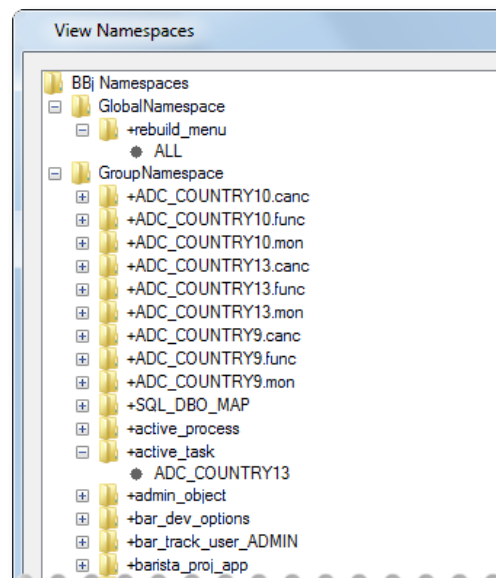 View Namespaces
BBj Namespaces
GlobalNamespace
+rebuild_menu
ALL
GroupNamespace
+ADC_COUNTRY10.canc
+ADC_COUNTRY10.func
+ADC_COUNTRY10.mon
+ADC_COUNTRY13.canc
+ADC_COUNTRY13.func
+ADC_COUNTRY13.mon
+ADC_COUNTRY9.canc
+ADC_COUNTRY9.func
+ADC_COUNTRY9.mon
+SQL_DBO_MAP
+active_process
+active_task
ADC_COUNTRY13
+admin_object
+bar_dev_options
+bar_track_user_ADMIN
+barista_proj_app